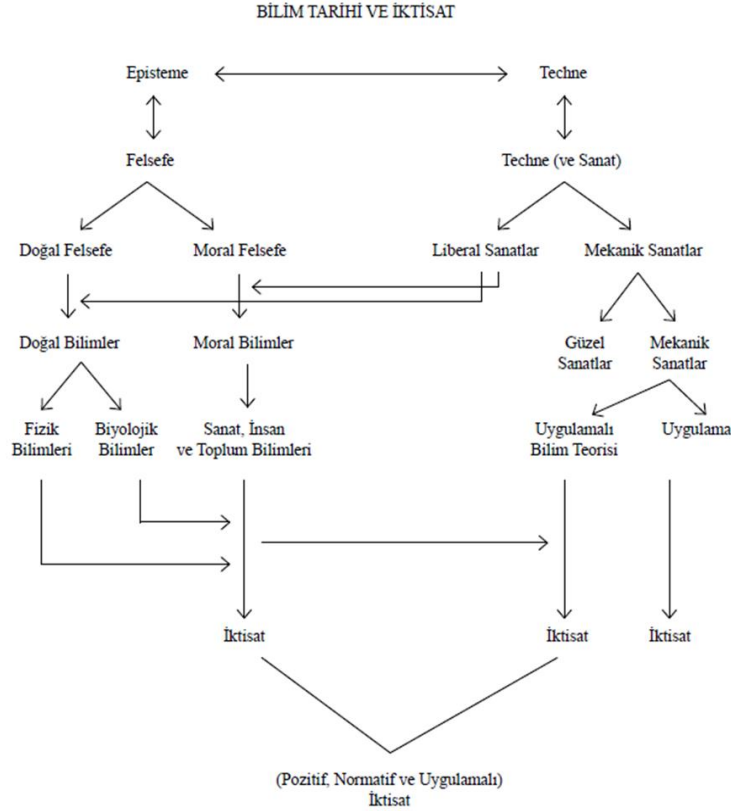 BİLİM TARİHİ VE İKTİSAT
Episteme
Techne
Felsefe
Techne (ve Sanat)
Doğal Felsefe
Moral Felsefe
Liberal Sanatlar
Mekanik Sanatlar
Doğal Bilimler
Moral Bilimler
Güzel
Sanatlar
Mekanik
Sanatlar
Fizik
Bilimleri
Biyolojik
Bilimler
Sanat, İnsan
ve Toplum Bilimleri
Uygulamalı
Bilim Teorisi
Uygulama
İktisat
İktisat
İktisat
(Pozitif, Normatif ve Uygulamalı)
İktisat